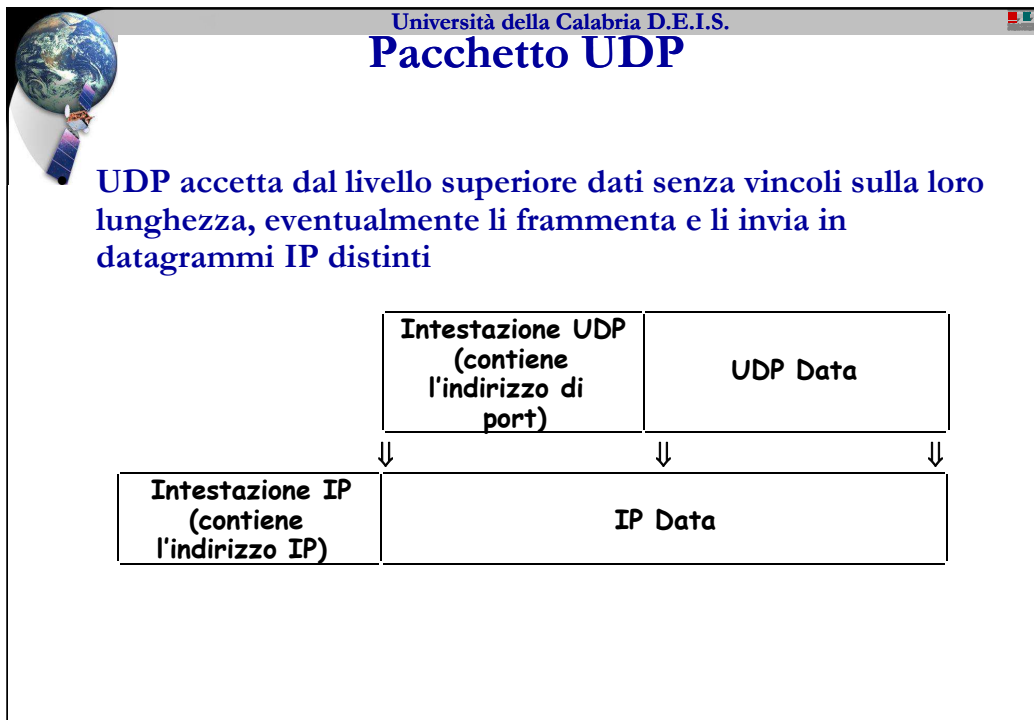 Università della Calabria D.E.I.S.
Pacchetto UDP
UDP accetta dal livello superiore dati senza vincoli sulla loro
lunghezza, eventualmente li frammenta e li invia in
datagrammi IP distinti
Intestazione UDP
(contiene
l'indirizzo di
port)
UDP Data
⇓ ⇓ ⇓
Intestazione IP
(contiene
l'indirizzo IP)
IP Data